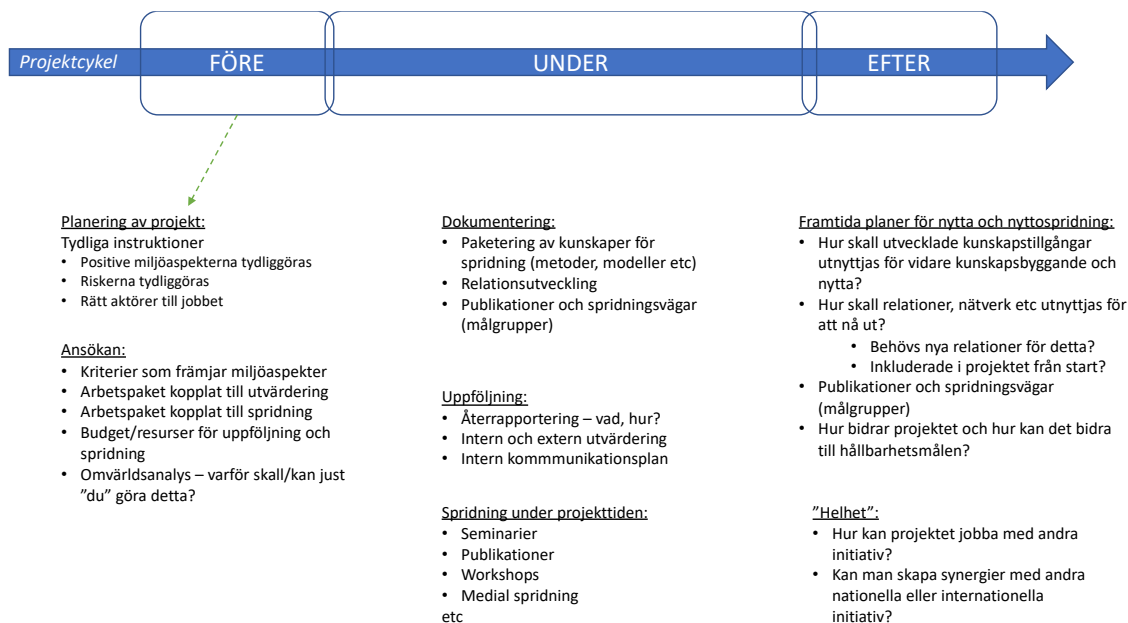 Projektcykel
FÖRE
UNDER
EFTER
Planering av projekt:
Tydliga instruktioner
• Positive miljöaspekterna tydliggöras
• Riskerna tydliggöras
• Rätt aktörer till jobbet
Ansökan:
• Kriterier som främjar miljöaspekter
• Arbetspaket kopplat till utvärdering
• Arbetspaket kopplat till spridning
• Budget/resurser för uppföljning och
spridning
• Omvärldsanalys – varför skall/kan just
”du” göra detta?
Dokumentering:
• Paketering av kunskaper för
spridning (metoder, modeller etc)
• Relationsutveckling
• Publikationer och spridningsvägar
(målgrupper)
Uppföljning:
• Återrapportering – vad, hur?
• Intern och extern utvärdering
• Intern kommmunikationsplan
Spridning under projekttiden:
• Seminarier
• Publikationer
• Workshops
• Medial spridning
etc
Framtida planer för nytta och nyttospridning:
• Hur skall utvecklade kunskapstillgångar
utnyttjas för vidare kunskapsbyggande och
nytta?
• Hur skall relationer, nätverk etc utnyttjas för
att nå ut?
• Behövs nya relationer för detta?
• Inkluderade i projektet från start?
• Publikationer och spridningsvägar
(målgrupper)
• Hur bidrar projektet och hur kan det bidra
till hållbarhetsmålen?
”Helhet”:
• Hur kan projektet jobba med andra
initiativ?
• Kan man skapa synergier med andra
nationella eller internationella
initiativ?